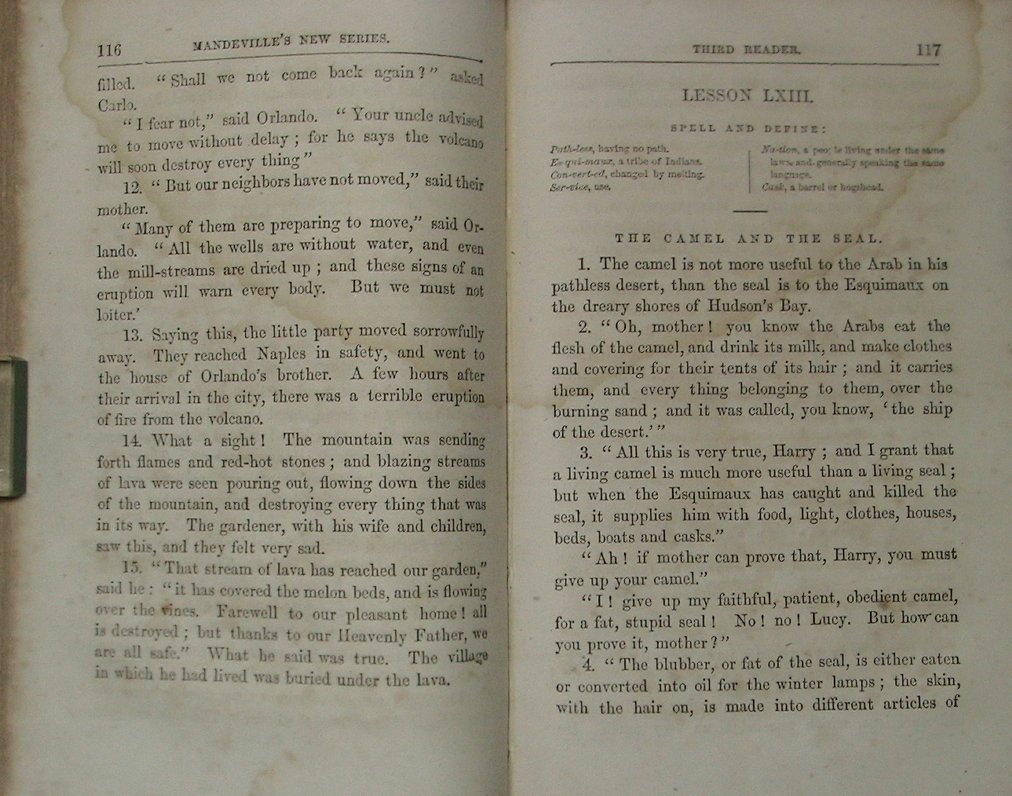 116 MANDEVILLE'S NEW SERIES.
filled. "Shall we not come back again?" asked
Carlo.
"I fear not," said Orlando. "Your uncle advised
me to move without delay; for he says the volcano
will soon destroy every thing"
12. "But our neighbors have not moved," said their
mother.
"Many of them are preparing to move," said Or-
lando. "All the wells are without water, and even
the mill-streams are dried up; and these signs of an
eruption will warn every body. But we must not
loiter.'
13. Saying this, the little party moved sorrowfully
away. They reached Naples in safety, and went to
the house of Orlando's brother. A few hours after
their arrival in the city, there was a terrible eruption
of fire from the volcano.
14. What a sight! The mountain was sending
forth flames and red-hot stones; and blazing streams
of lava were seen pouring out, flowing down the sides
of the mountain, and destroying every thing that was
in its way. The gardener, with his wife and children,
saw this, and they felt very sad.
15. "That stream of lava has reached our garden,"
said he: "it has covered the melon beds, and is flowing
over the vines. Farewell to our pleasant home! all
is destroyed; but thanks to our Heavenly Father, we
are all safe." What he said was true. The village
in which he had lived was buried under the lava.
THIRD READER. 117
LESSON LXIII.
SPELL AND DEFINE:
Path-less, having no path.
Es-qui-maux, a tribe of Indians.
Con-vert-ed, changed by melting.
Ser-vice, use.
Na-tion, a people living under the same
laws and generally speaking the same
language.
Cask, a barrel or hogshead.
THE CAMEL AND THE SEAL.
1. The camel is not more useful to the Arab in his
pathless desert, than the seal is to the Esquimaux on
the dreary shores of Hudson's Bay.
2. "Oh, mother! you know the Arabs eat the
flesh of the camel, and drink its milk, and make clothes
and covering for their tents of its hair; and it carries
them, and every thing belonging to them, over the
burning sand; and it was called, you know, 'the ship
of the desert.'"
3. "All this is very true, Harry; and I grant that
a living camel is much more useful than a living seal;
but when the Esquimaux has caught and killed the
seal, it supplies him with food, light, clothes, houses,
beds, boats and casks."
"Ah! if mother can prove that, Harry, you must
give up your camel."
"I! give up my faithful, patient, obedient camel,
for a fat, stupid seal! No! no! Lucy. But how can
you prove it, mother?"
4. "The blubber, or fat of the seal, is either eaten
or converted into oil for the winter lamps; the skin,
with the hair on, is made into different articles of